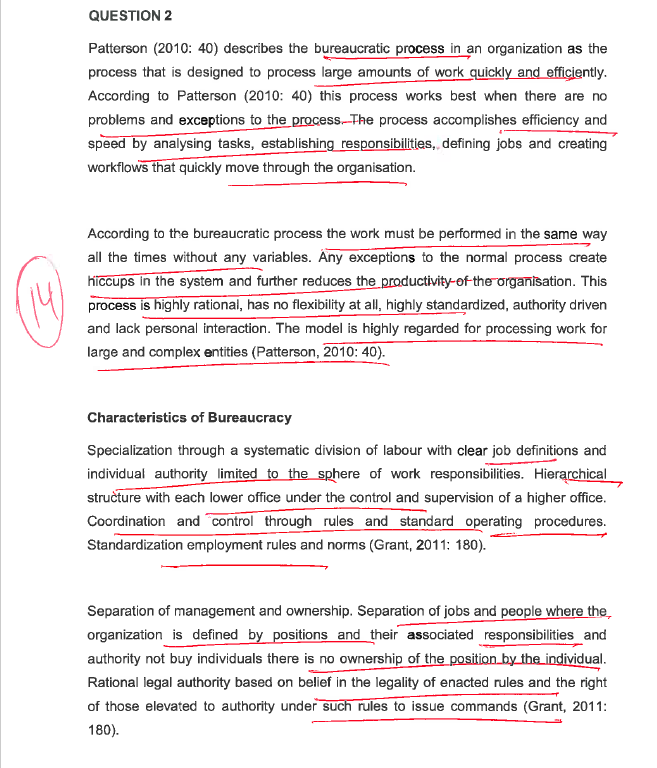 QUESTION 2
Patterson (2010: 40) describes the bureaucratic process in an organization as the
process that is designed to process large amounts of work quickly and efficiently.
According to Patterson (2010: 40) this process works best when there are no
problems and exceptions to the process. The process accomplishes efficiency and
speed by analysing tasks, establishing responsibilities, defining jobs and creating
workflows that quickly move through the organisation.
According to the bureaucratic process the work must be performed in the same way
all the times without any variables. Any exceptions to the normal process create
hiccups in the system and further reduces the productivity of the organisation. This
14
process is highly rational, has no flexibility at all, highly standardized, authority driven
and lack personal interaction. The model is highly regarded for processing work for
large and complex entities (Patterson, 2010: 40).
Characteristics of Bureaucracy
Specialization through a systematic division of labour with clear job definitions and
individual authority limited to the sphere of work responsibilities. Hierarchical
structure with each lower office under the control and supervision of a higher office.
Coordination and control through rules and standard operating procedures.
Standardization employment rules and norms (Grant, 2011: 180).
Separation of management and ownership. Separation of jobs and people where the
organization is defined by positions and their associated responsibilities and
authority not buy individuals there is no ownership of the position by the individual.
Rational legal authority based on belief in the legality of enacted rules and the right
of those elevated to authority under such rules to issue commands (Grant, 2011:
180).